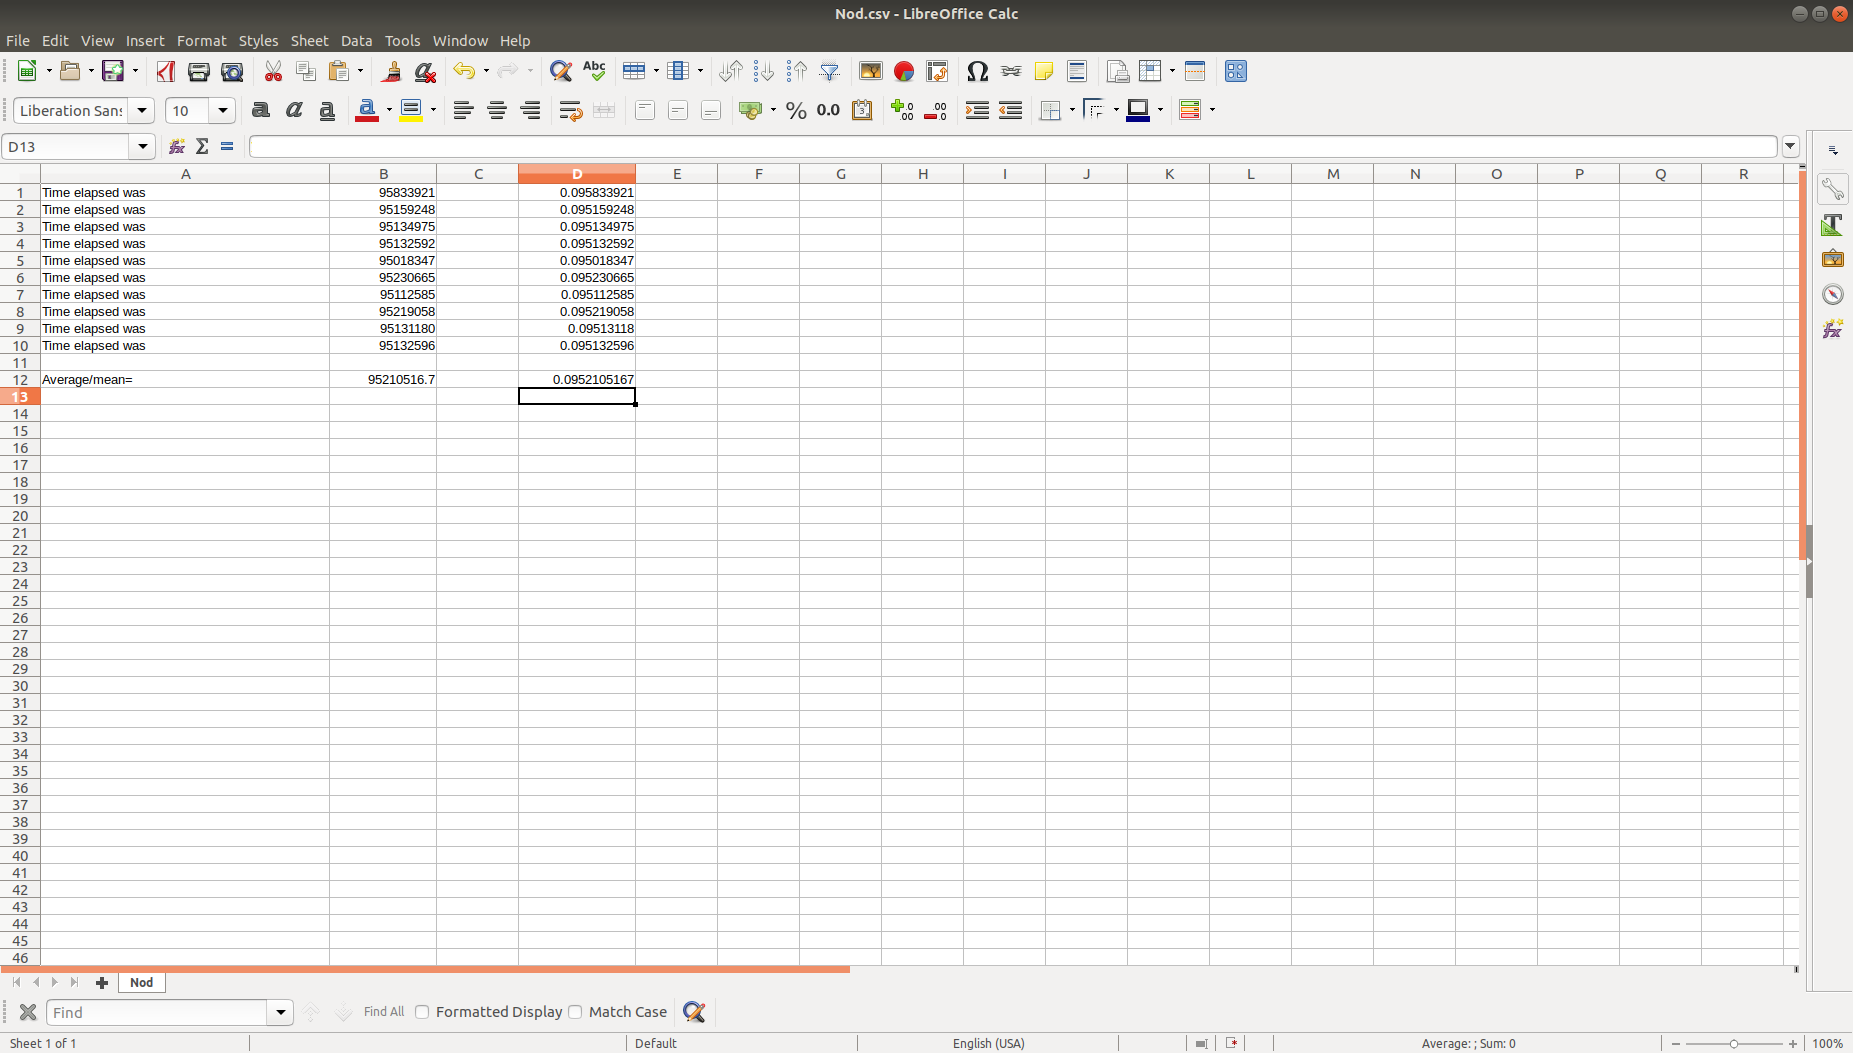 Nod.csv - LibreOffice Calc
File Edit View Insert Format Styles Sheet Data Tools Window Help
Liberation Sans 10
D13
A B C D E F G H I J K L M N O P Q R
1 Time elapsed was 95833921 0.095833921
2 Time elapsed was 95159248 0.095159248
3 Time elapsed was 95134975 0.095134975
4 Time elapsed was 95132592 0.095132592
5 Time elapsed was 95018347 0.095018347
6 Time elapsed was 95230665 0.095230665
7 Time elapsed was 95112585 0.095112585
8 Time elapsed was 95219058 0.095219058
9 Time elapsed was 95131180 0.09513118
10 Time elapsed was 95132596 0.095132596
11
12 Average/mean= 95210516.7 0.0952105167
13
14
15
16
17
18
19
20
21
22
23
24
25
26
27
28
29
30
31
32
33
34
35
36
37
38
39
40
41
42
43
44
45
46
Nod
Find Find All Formatted Display Match Case
Sheet 1 of 1 Default English (USA) Average: ; Sum: 0 100%